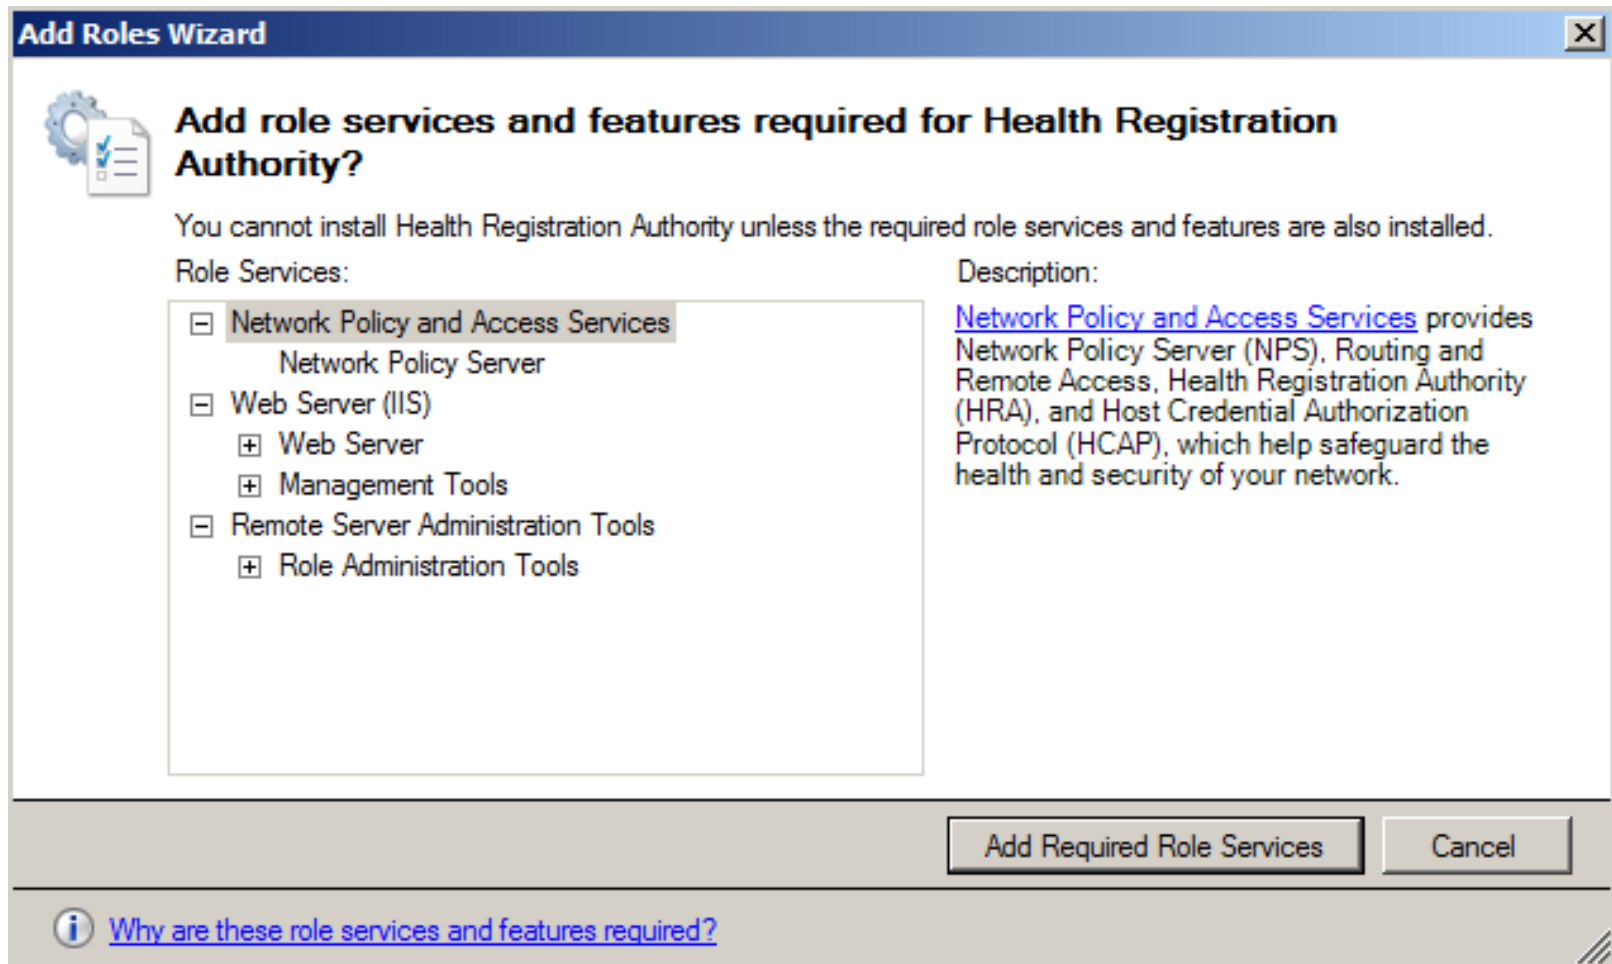 Add Roles Wizard
Add role services and features required for Health Registration
Authority?
You cannot install Health Registration Authority unless the required role services and features are also installed.
Role Services:
Network Policy and Access Services
Network Policy Server
Web Server (IIS)
Web Server
Management Tools
Remote Server Administration Tools
Role Administration Tools
Description:
Network Policy and Access Services provides
Network Policy Server (NPS), Routing and
Remote Access, Health Registration Authority
(HRA), and Host Credential Authorization
Protocol (HCAP), which help safeguard the
health and security of your network.
Add Required Role Services
Cancel
Why are these role services and features required?